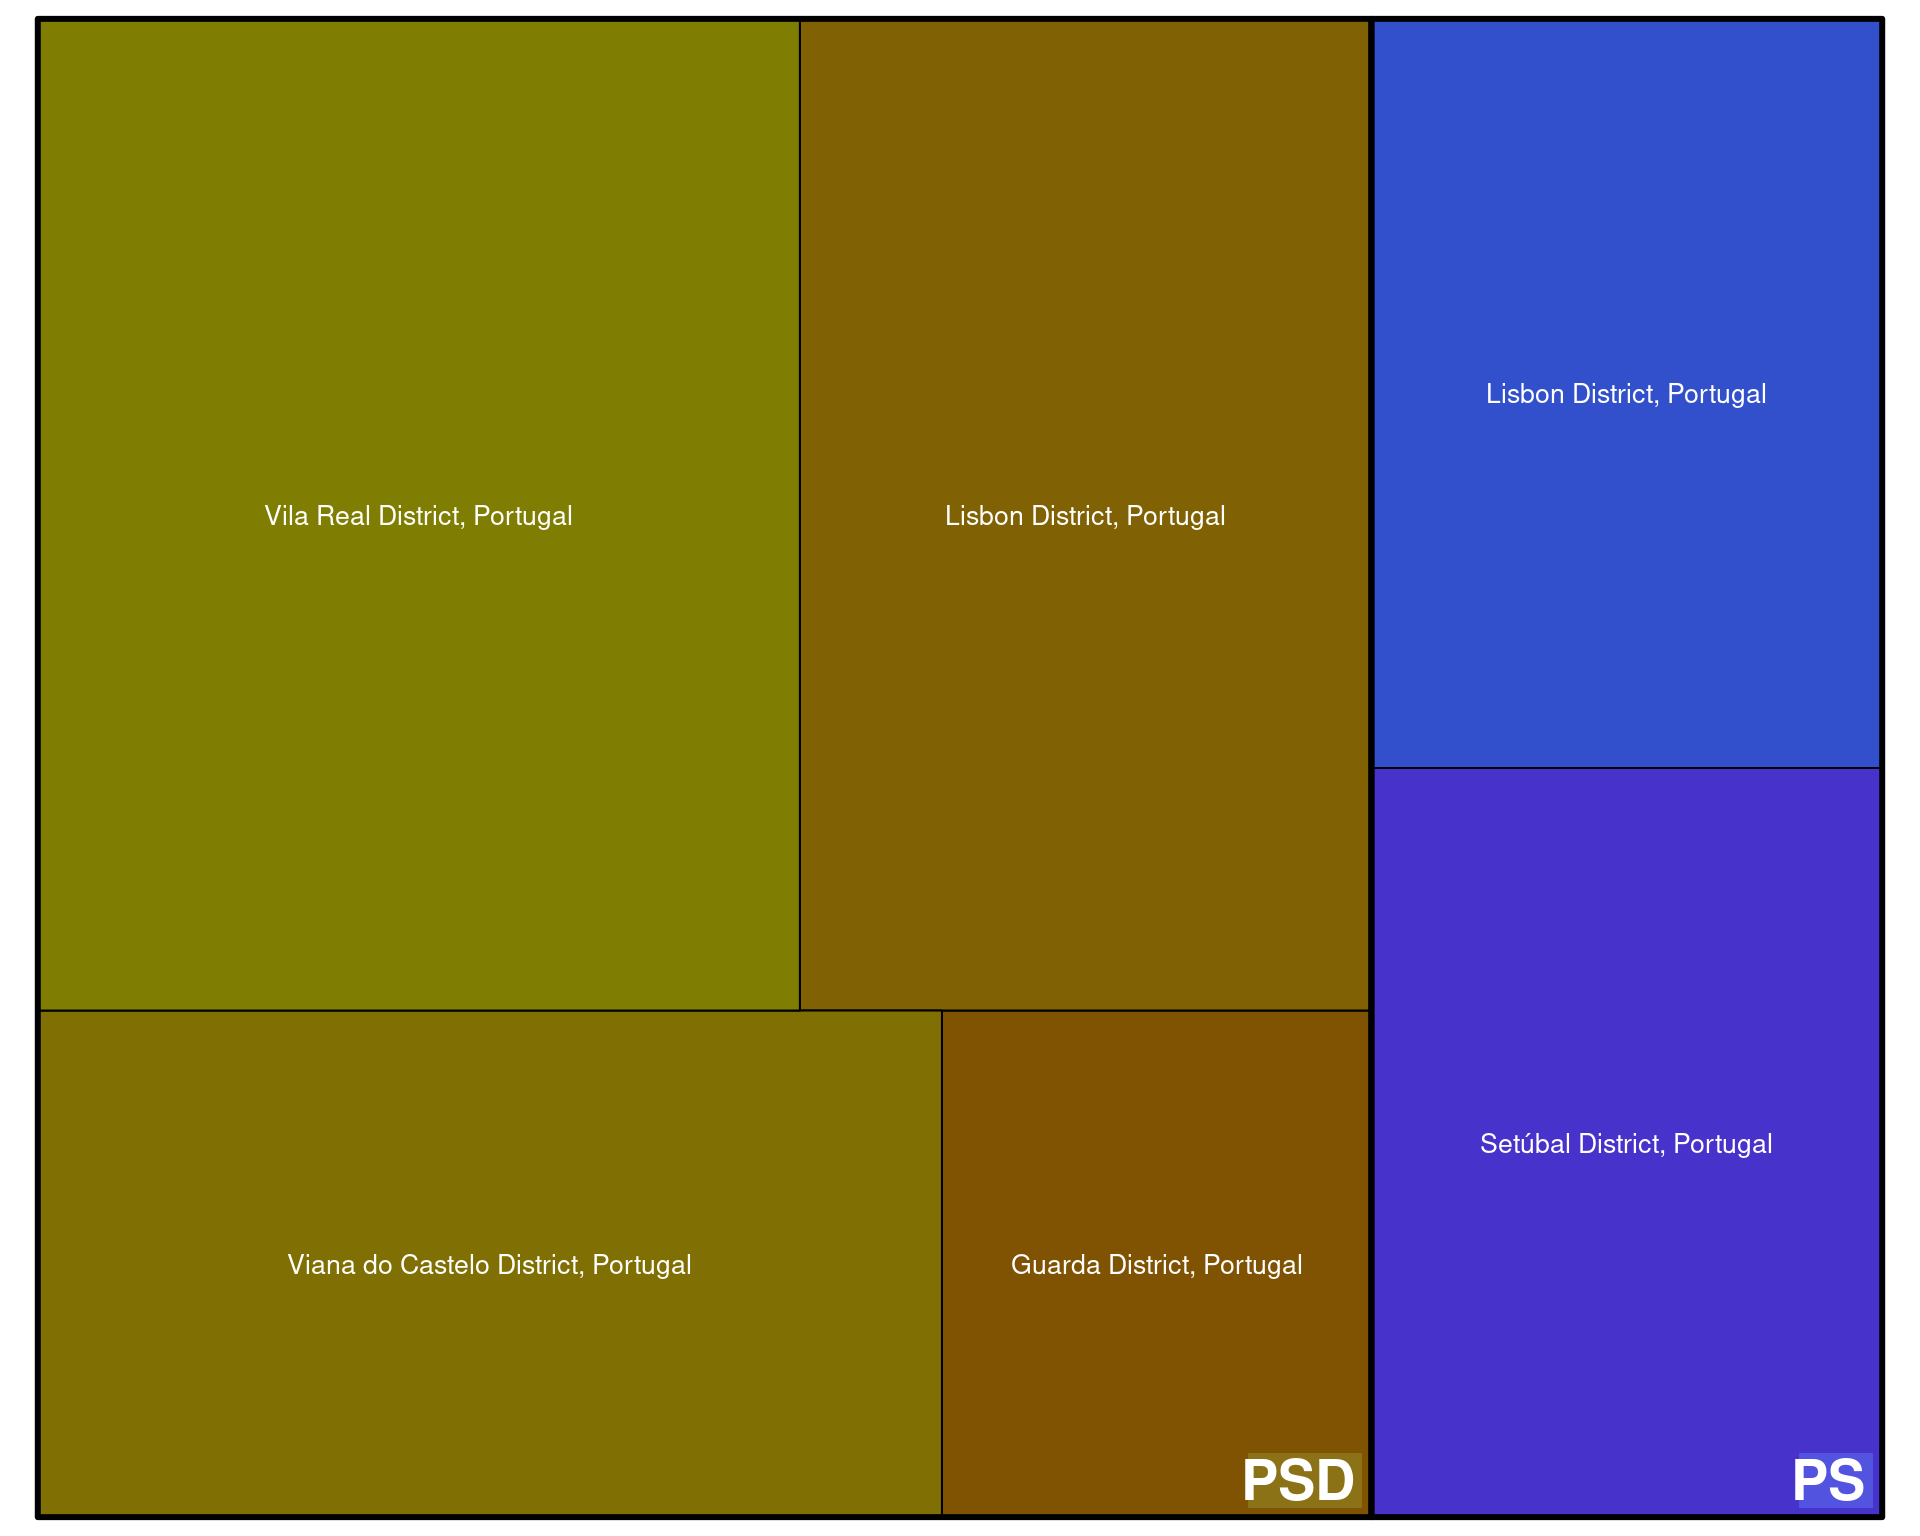 Vila Real District, Portugal
Lisbon District, Portugal
Lisbon District, Portugal
Viana do Castelo District, Portugal
Guarda District, Portugal
Setúbal District, Portugal
PSD
PS